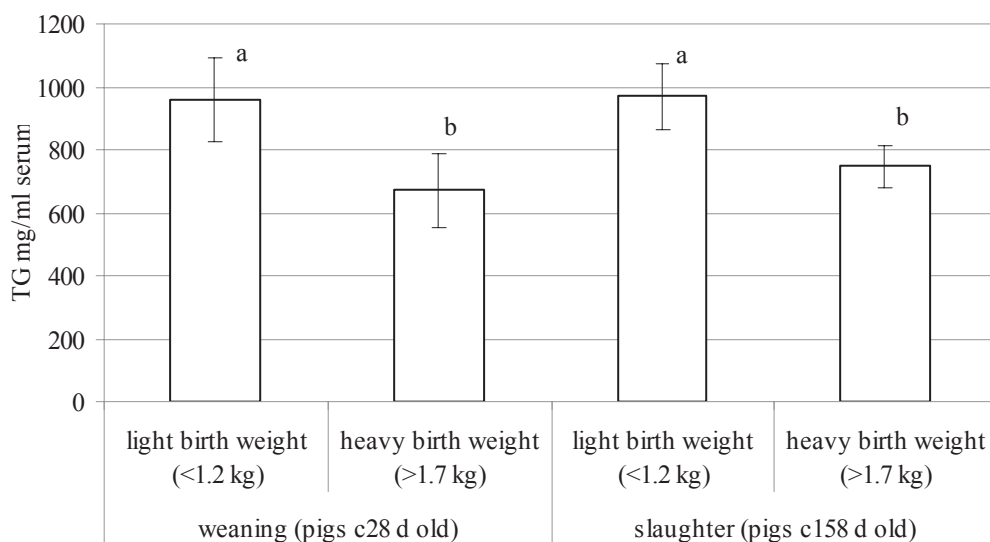 1200
1000
800
600
400
200
0
TG mg/ml serum
a
b
a
b
light birth weight
(<1.2 kg)
heavy birth weight
(>1.7 kg)
light birth weight
(<1.2 kg)
heavy birth weight
(>1.7 kg)
weaning (pigs c28 d old)
slaughter (pigs c158 d old)